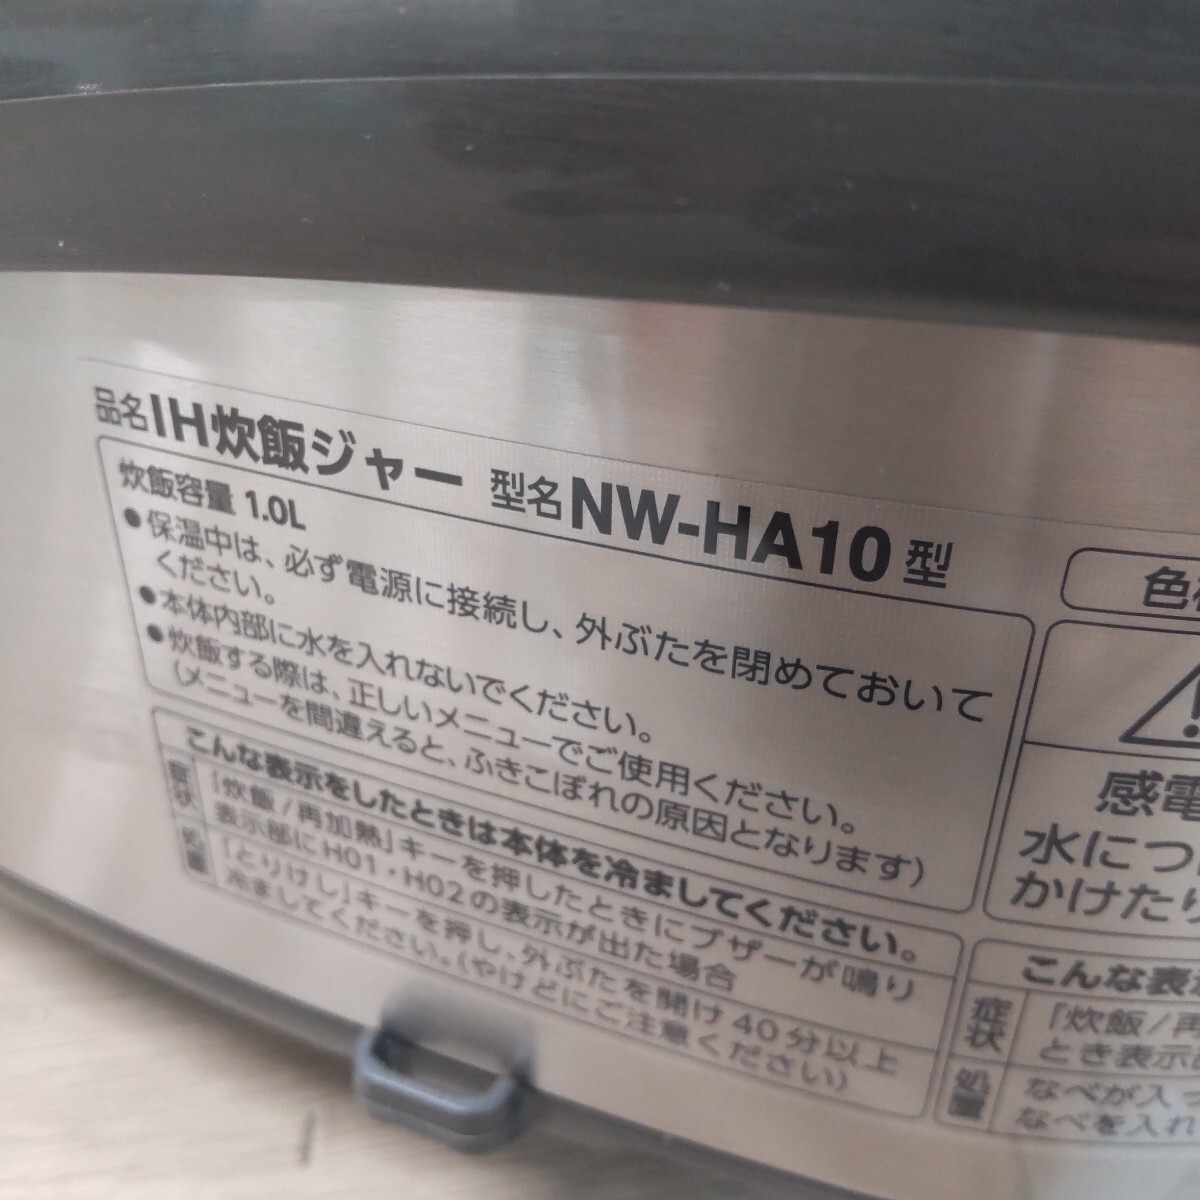 品名IH炊飯ジャー 型名NW-HA10型
炊飯容量 1.0L
●保温中は、必ず電源に接続し、外ぶたを閉めておいて
ください。
●本体内部に水を入れないでください。
●炊飯する際は、正しいメニューでご使用ください。
(メニューを間違えると、ふきこぼれの原因となります)
こんな表示をしたときは本体を冷ましてください。
症状
「炊飯/再加熱」キーを押したときにブザーが鳴り
表示部にH01・H02の表示が出た場合
処置
「とりけし」キーを押し、外ぶたを開け40分以上
冷ましてください。(やけどにご注意ください)
色
感電
水につ
かけたり
こんな表
症状
「炊飯/再
とき表示
処置
なべが入っ
なべを入れ